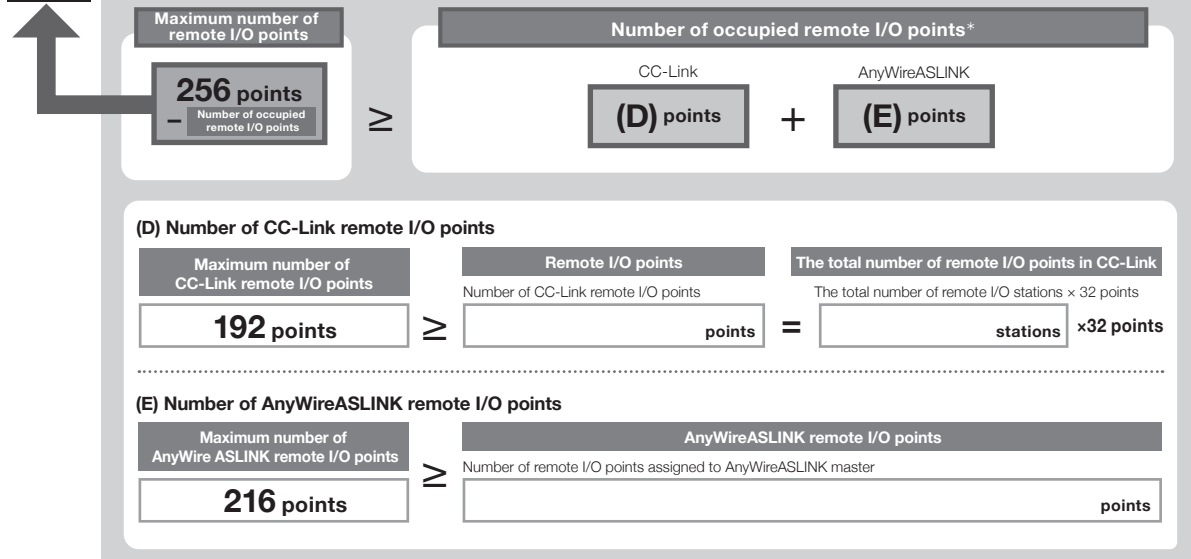 Maximum number of
remote I/O points
Number of occupied remote I/O points*
256 points
– Number of occupied
remote I/O points
≥
CC-Link
(D) points
+
AnyWireASLINK
(E) points
(D) Number of CC-Link remote I/O points
Maximum number of
CC-Link remote I/O points
192 points
≥
Remote I/O points
Number of CC-Link remote I/O points
points
=
The total number of remote I/O points in CC-Link
The total number of remote I/O stations × 32 points
stations ×32 points
(E) Number of AnyWireASLINK remote I/O points
Maximum number of
AnyWire ASLINK remote I/O points
216 points
≥
AnyWireASLINK remote I/O points
Number of remote I/O points assigned to AnyWireASLINK master
points